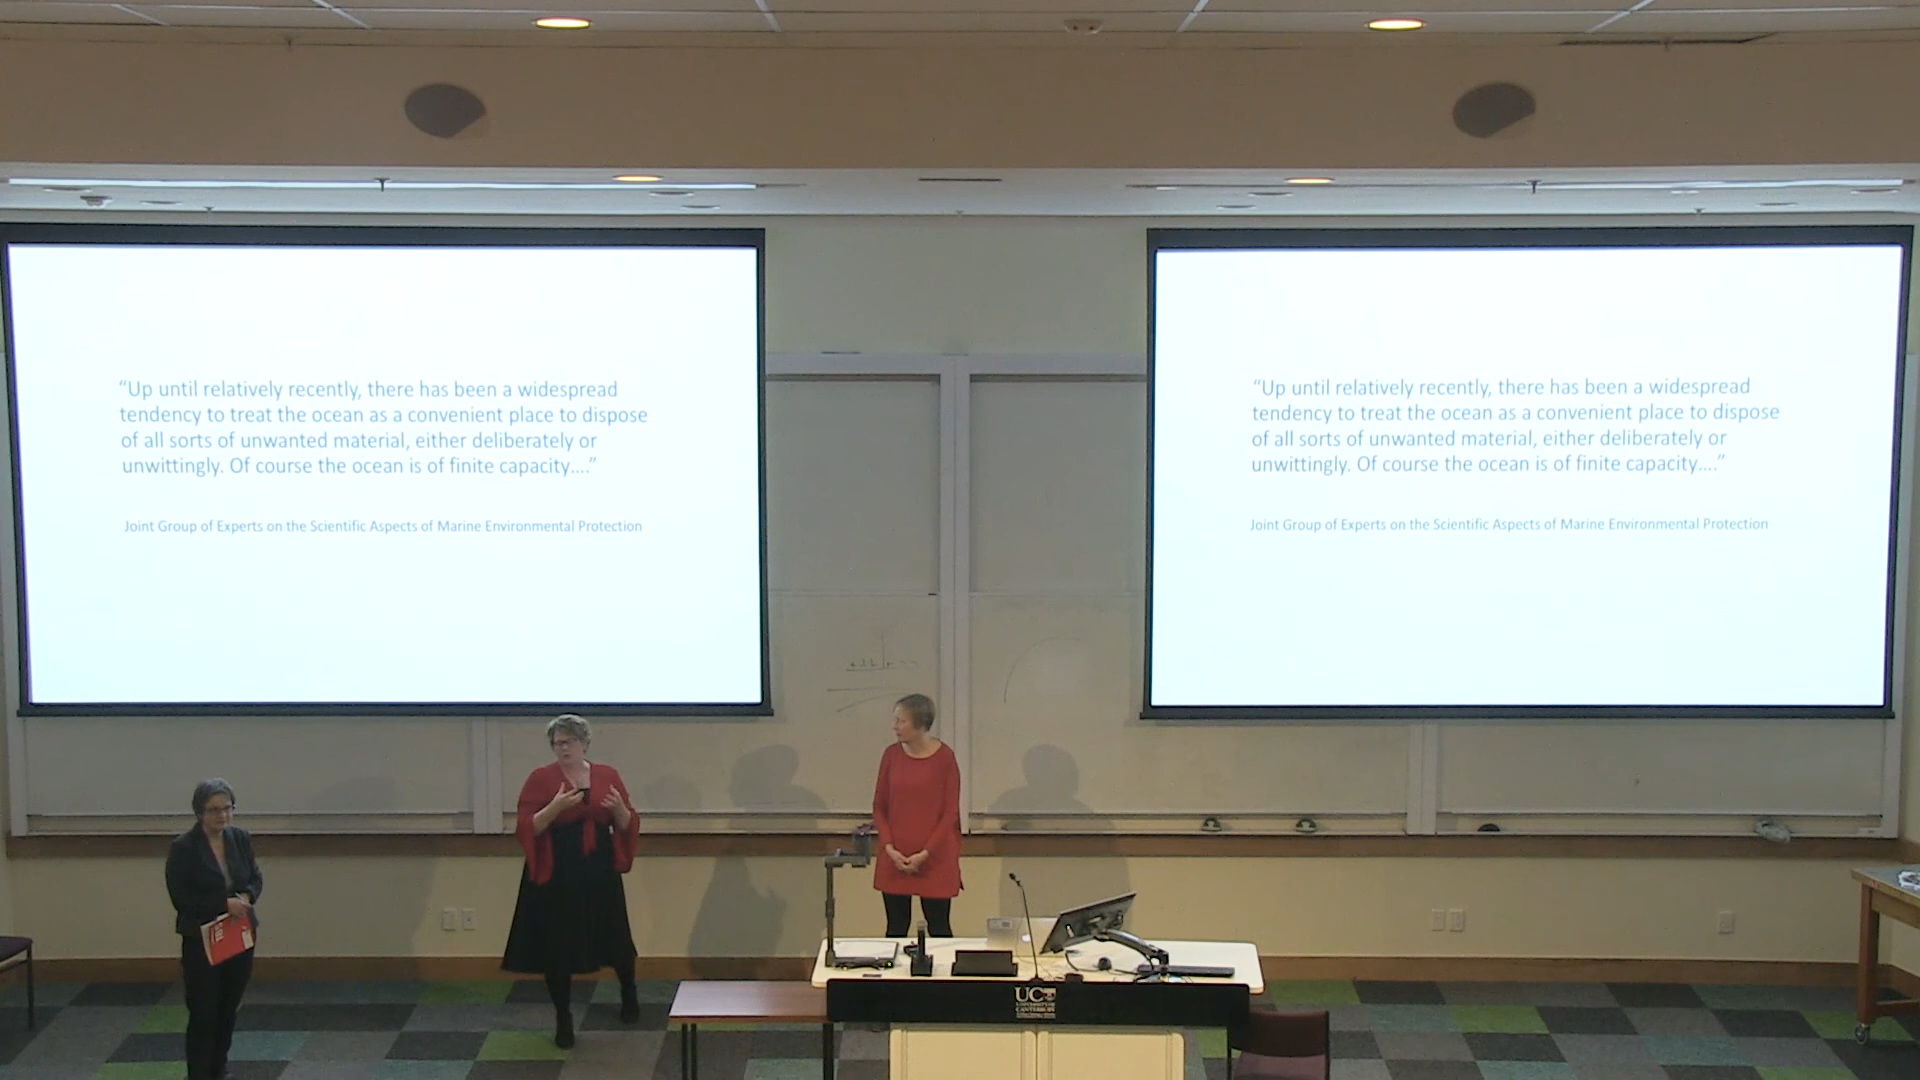 “Up until relatively recently, there has been a widespread
tendency to treat the ocean as a convenient place to dispose
of all sorts of unwanted material, either deliberately or
unwittingly. Of course the ocean is of finite capacity....”
Joint Group of Experts on the Scientific Aspects of Marine Environmental Protection
“Up until relatively recently, there has been a widespread
tendency to treat the ocean as a convenient place to dispose
of all sorts of unwanted material, either deliberately or
unwittingly. Of course the ocean is of finite capacity....”
Joint Group of Experts on the Scientific Aspects of Marine Environmental Protection
UC
UNIVERSITY OF
CANTERBURY